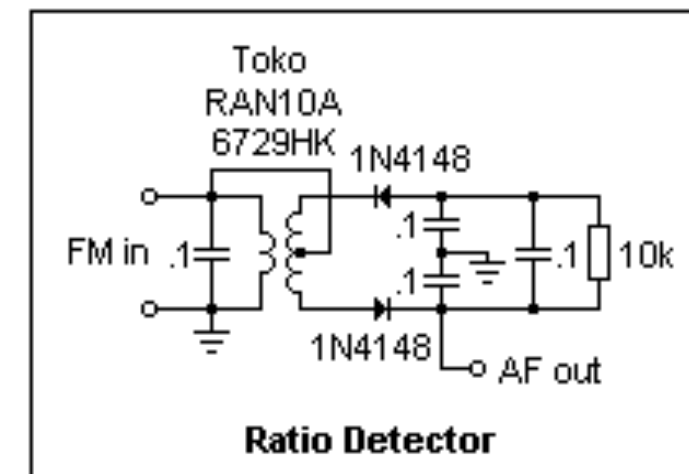 Toko
RAN10A
6729HK
1N4148
FM in
.1
.1
.1
.1
10k
1N4148
AF out
Ratio Detector